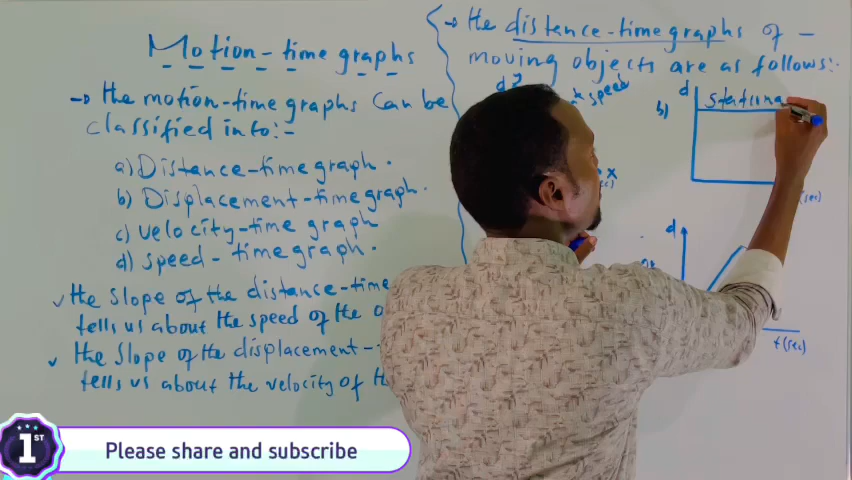 Motion-time graphs
→ the motion-time graphs can be
classified into:-
a) Distance-time graph.
b) Displacement-time graph.
c) velocity-time graph
d) speed-time graph.
✓ the slope of the distance-time
tells us about the speed of the
✓ the slope of the displacement-
tells us about the velocity of
→ the distance-time graphs of
moving objects are as follows:-
d y
speed
x
b)
d
stationa
(sec)
d
t(sec)
1ST
Please share and subscribe